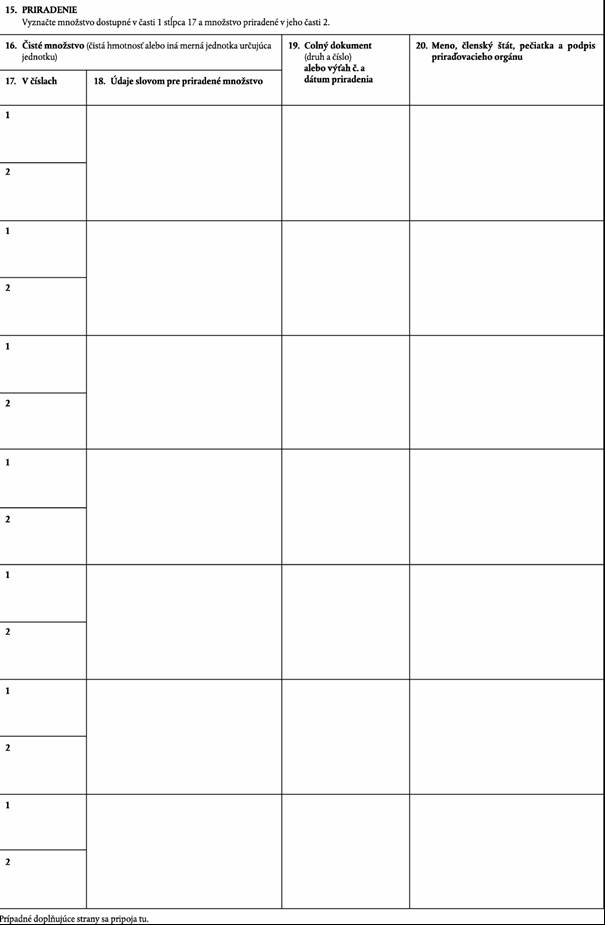 15. PRIRADENIE
Vyznačte množstvo dostupné v časti 1 stĺpca 17 a množstvo priradené v jeho časti 2.
16. Čisté množstvo (čistá hmotnosť alebo iná merná jednotka určujúca
jednotku)
19. Colný dokument
(druh a číslo)
alebo výťah č. a
dátum priradenia
20. Meno, členský štát, pečiatka a podpis
priraďovacieho orgánu
17. V číslach
18. Údaje slovom pre priradené množstvo
1
2
1
2
1
2
1
2
1
2
1
2
1
2
Prípadné doplňujúce strany sa pripoja tu.